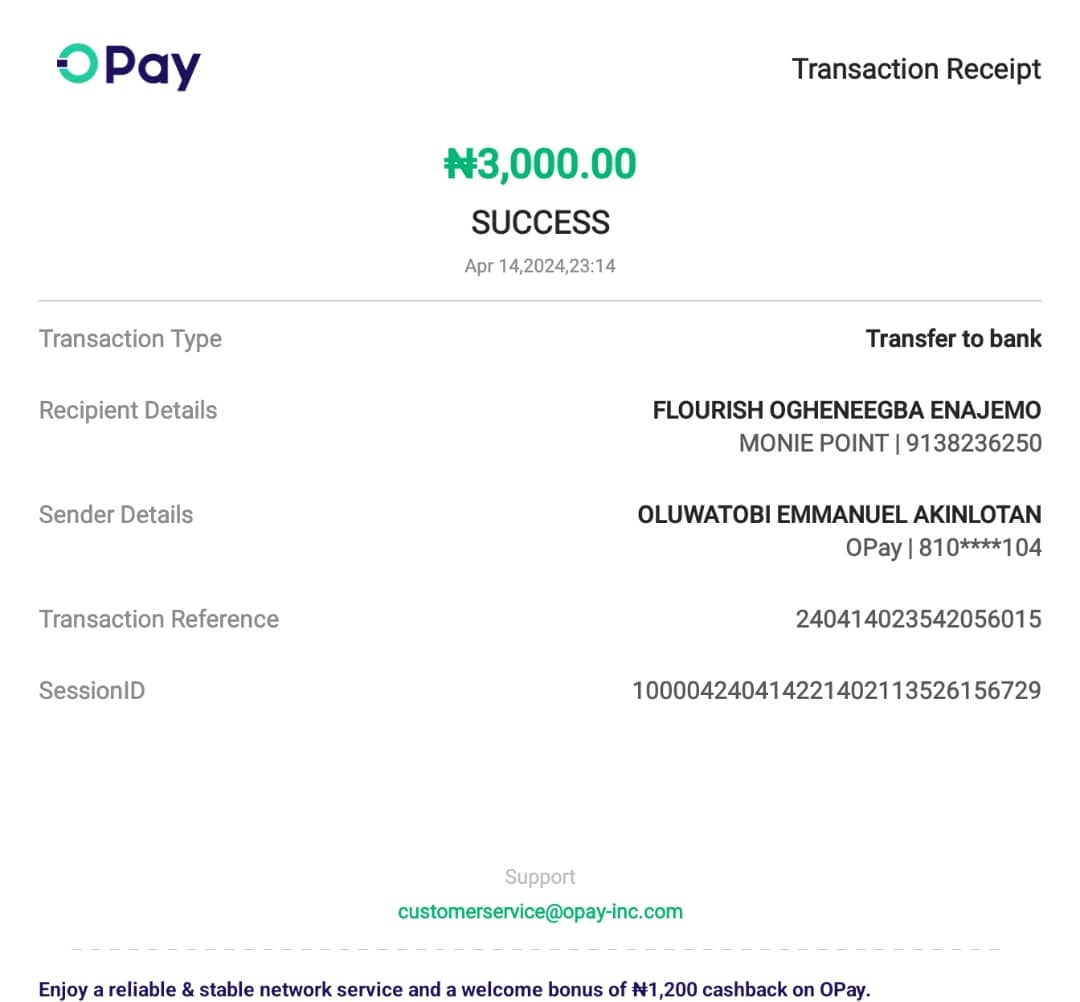 OPay
Transaction Receipt
₦3,000.00
SUCCESS
Apr 14,2024,23:14
Transaction Type
Transfer to bank
Recipient Details
FLOURISH OGHENEEGBA ENAJEMO
MONIE POINT | 9138236250
Sender Details
OLUWATOBI EMMANUEL AKINLOTAN
OPay | 810****104
Transaction Reference
240414023542056015
SessionID
100004240414221402113526156729
Support
customerservice@opay-inc.com
Enjoy a reliable & stable network service and a welcome bonus of ₦1,200 cashback on OPay.